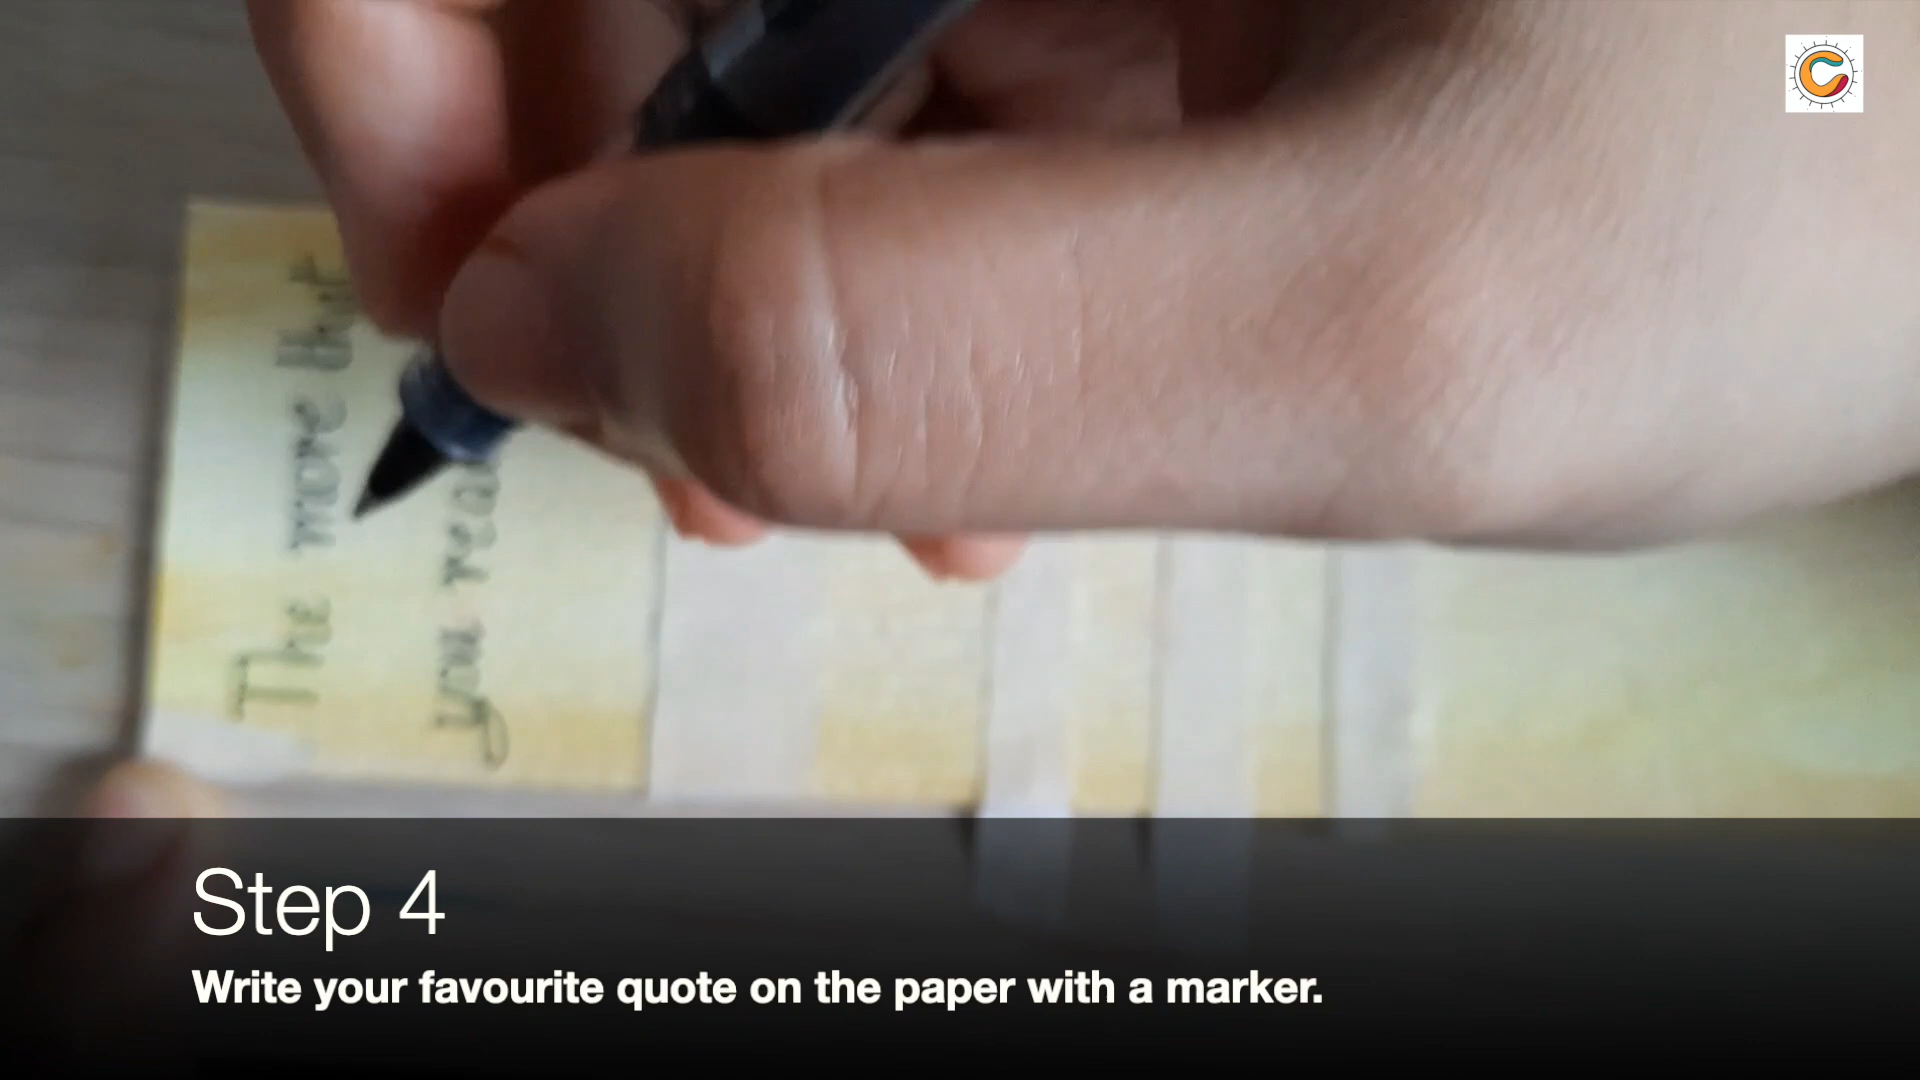 The more that
you read
Step 4
Write your favourite quote on the paper with a marker.